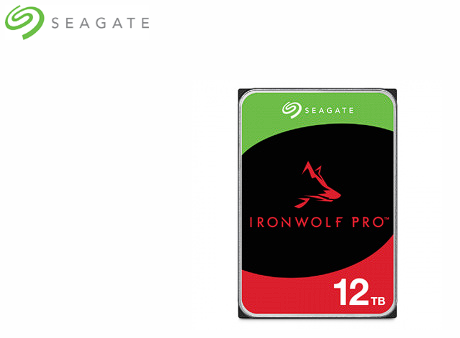 SEAGATE
SEAGATE
IRONWOLF PRO™
12TB